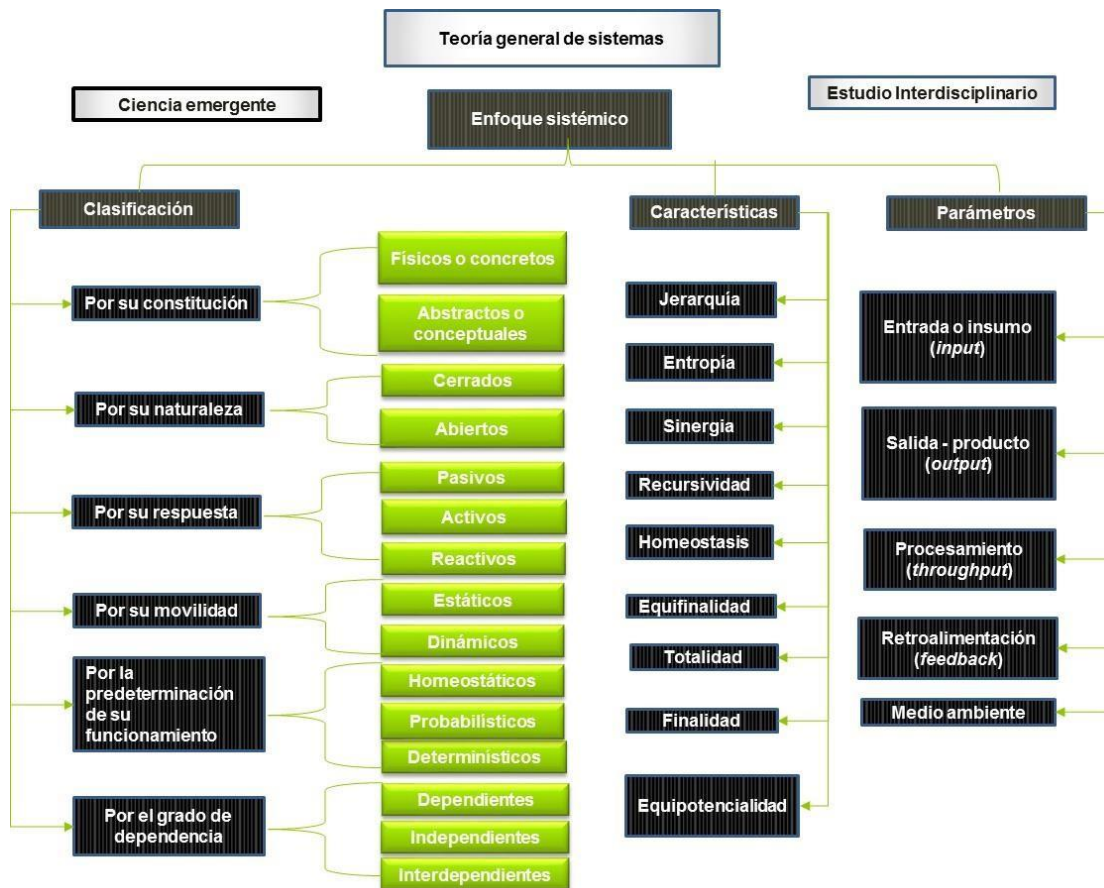 Teoría general de sistemas
Ciencia emergente
Estudio Interdisciplinario
Enfoque sistémico
Clasificación
Por su constitución
Físicos o concretos
Abstractos o
conceptuales
Por su naturaleza
Cerrados
Abiertos
Por su respuesta
Pasivos
Activos
Reactivos
Por su movilidad
Estáticos
Dinámicos
Por la
predeterminación
de su
funcionamiento
Homeostáticos
Probabilísticos
Determinísticos
Por el grado de
dependencia
Dependientes
Independientes
Interdependientes
Características
Jerarquía
Entropía
Sinergia
Recursividad
Homeostasis
Equifinalidad
Totalidad
Finalidad
Equipotencialidad
Parámetros
Entrada o insumo
(input)
Salida - producto
(output)
Procesamiento
(throughput)
Retroalimentación
(feedback)
Medio ambiente